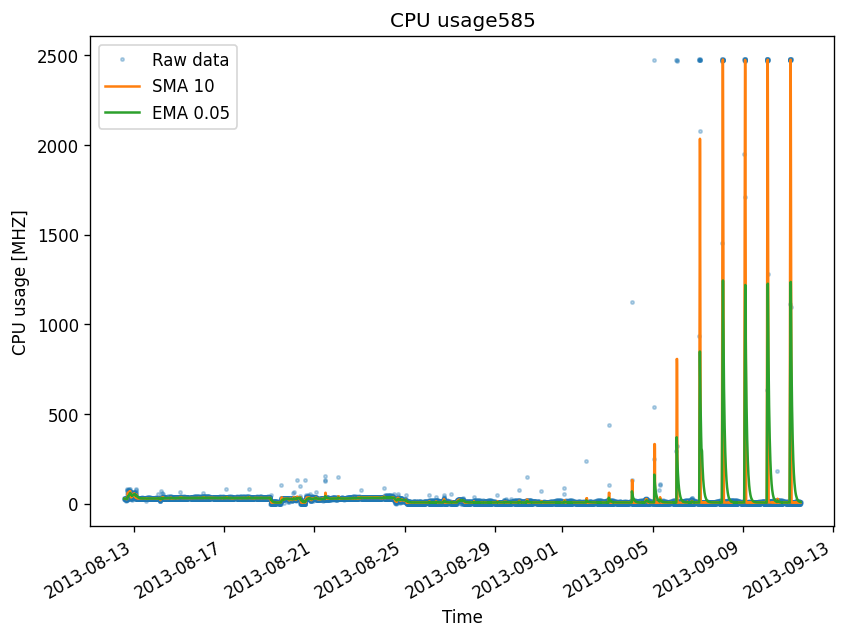 CPU usage585
Raw data
SMA 10
EMA 0.05
2500
2000
1500
1000
500
0
CPU usage [MHZ]
2013-08-13
2013-08-17
2013-08-21
2013-08-25
2013-08-29
2013-09-01
2013-09-05
2013-09-09
2013-09-13
Time